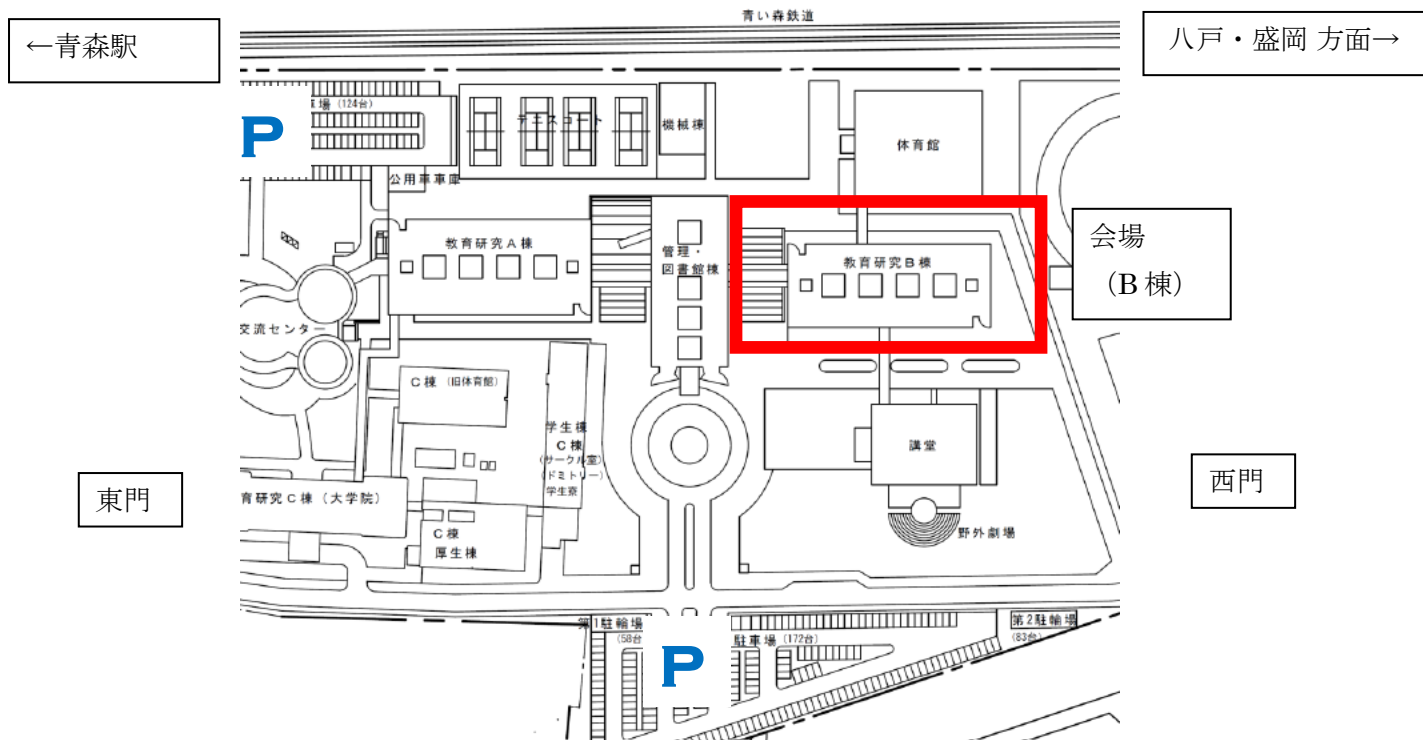 青い森鉄道
←青森駅
八戸・盛岡 方面→
車場 (124台)
P
テニスコート
機械棟
体育館
公用車車庫
教育研究A棟
管理・
図書館棟
教育研究B棟
会場
（B 棟）
交流センター
C棟 (旧体育館)
学生棟
C棟
(サークル室)
(ドミトリー)
学生寮
講堂
東門
西門
育研究C棟 (大学院)
C棟
厚生棟
野外劇場
第1駐輪場
(58台
P
駐車場 (172台)
第2駐輪場
(83台)